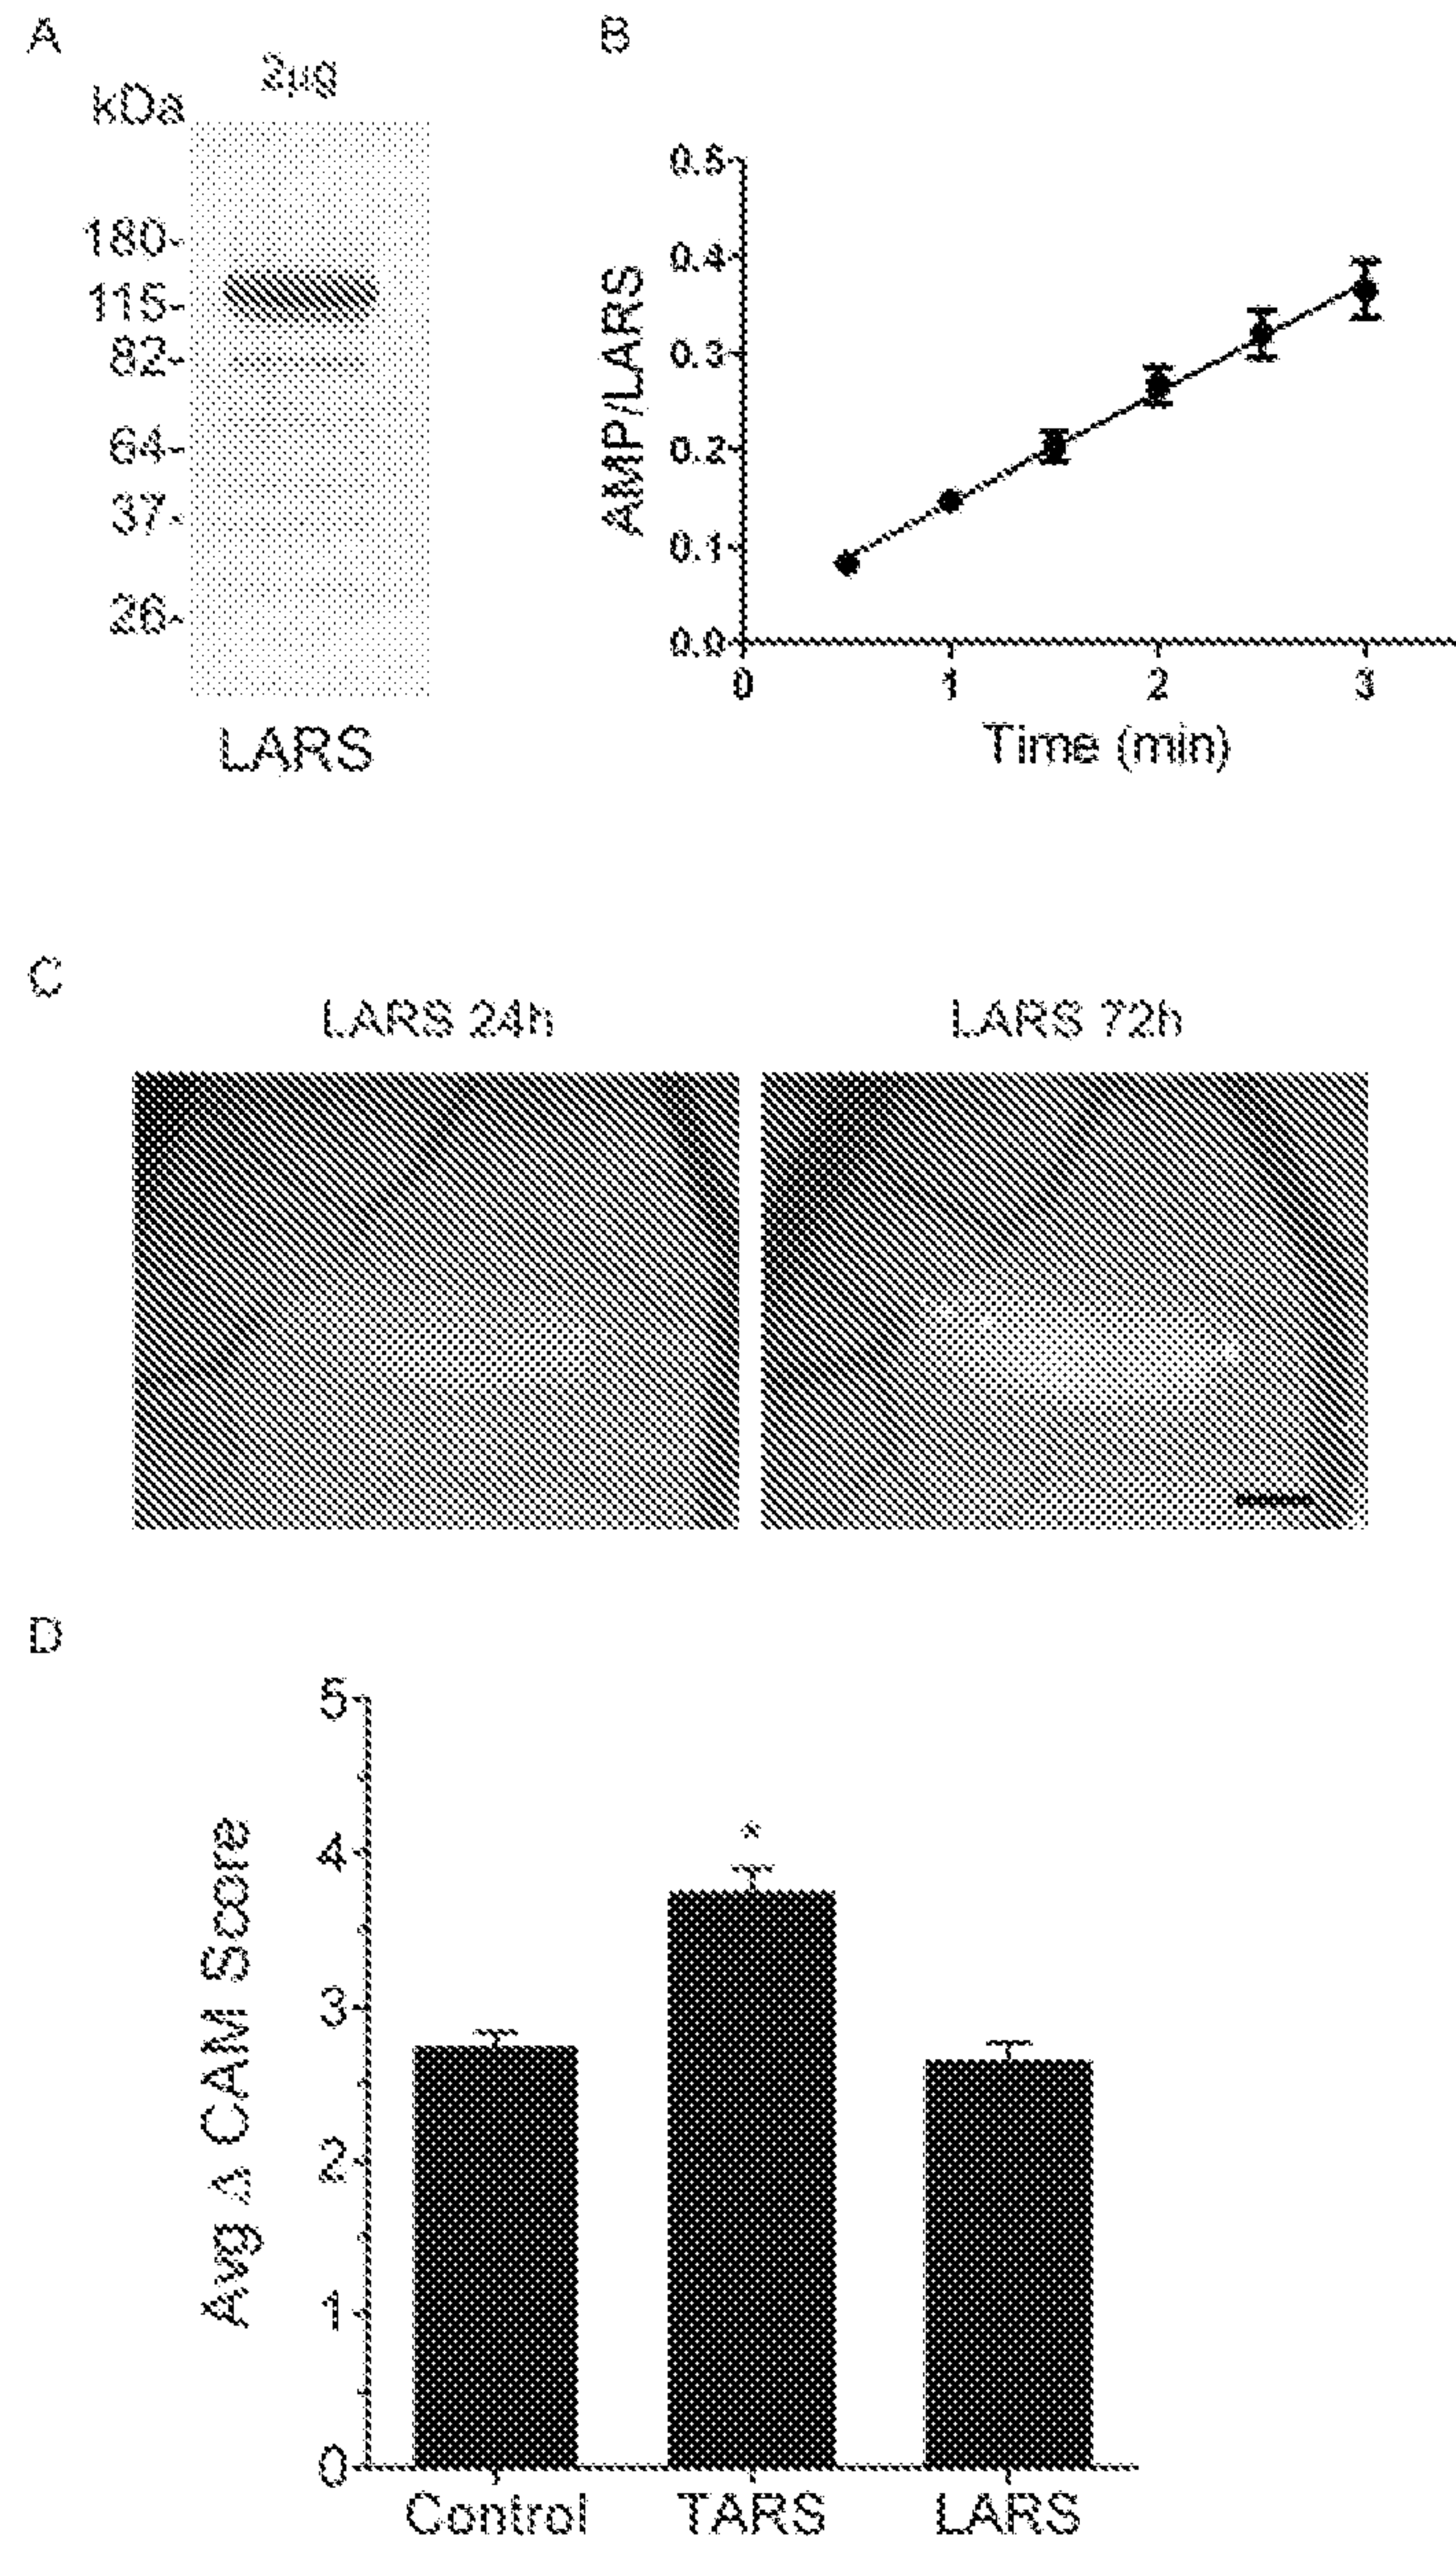 A
2µg
kDa
180-
115-
82-
64-
37-
26-
LARS
B
AMP/LARS
0.5
0.4
0.3
0.2
0.1
0.0
0
1
2
3
Time (min)
C
LARS 24h
LARS 72h
D
Avg Δ CAM Score
5
4
3
2
1
0
*
Control
TARS
LARS